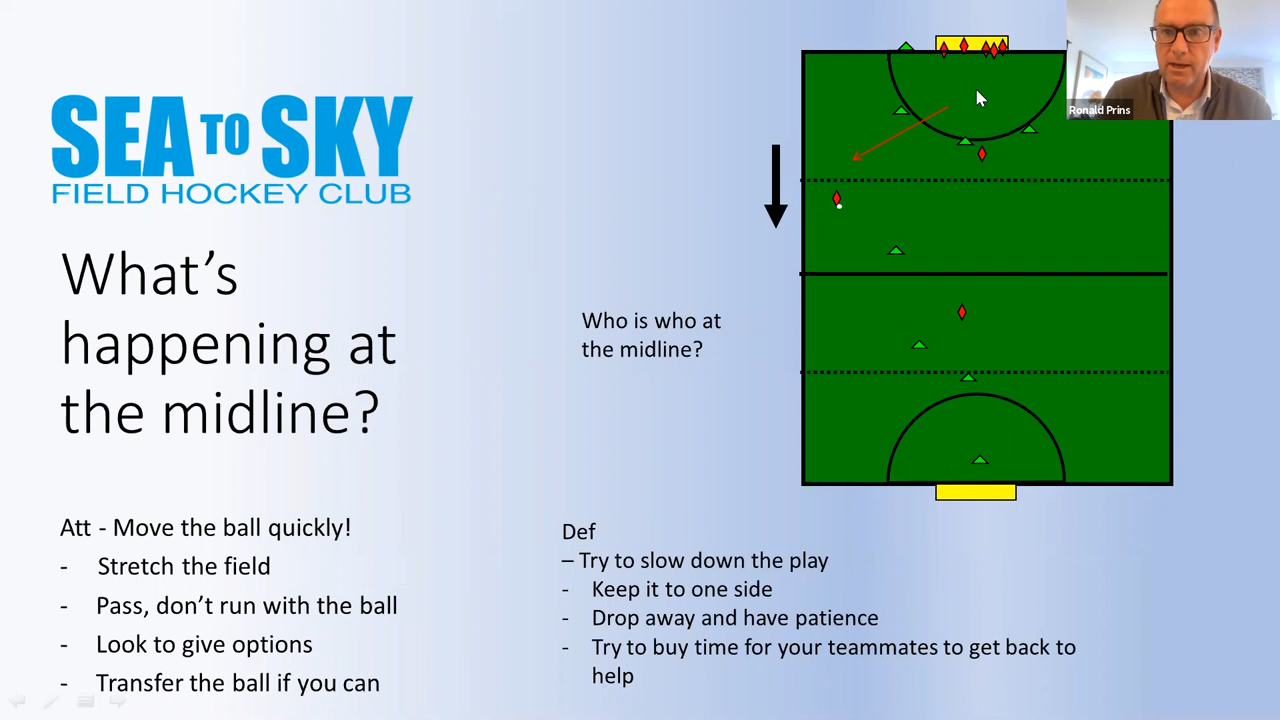 SEA TO SKY
FIELD HOCKEY CLUB
What’s
happening at
the midline?
Ronald Prins
Who is who at
the midline?
Att - Move the ball quickly!
- Stretch the field
- Pass, don’t run with the ball
- Look to give options
- Transfer the ball if you can
Def
– Try to slow down the play
- Keep it to one side
- Drop away and have patience
- Try to buy time for your teammates to get back to
help